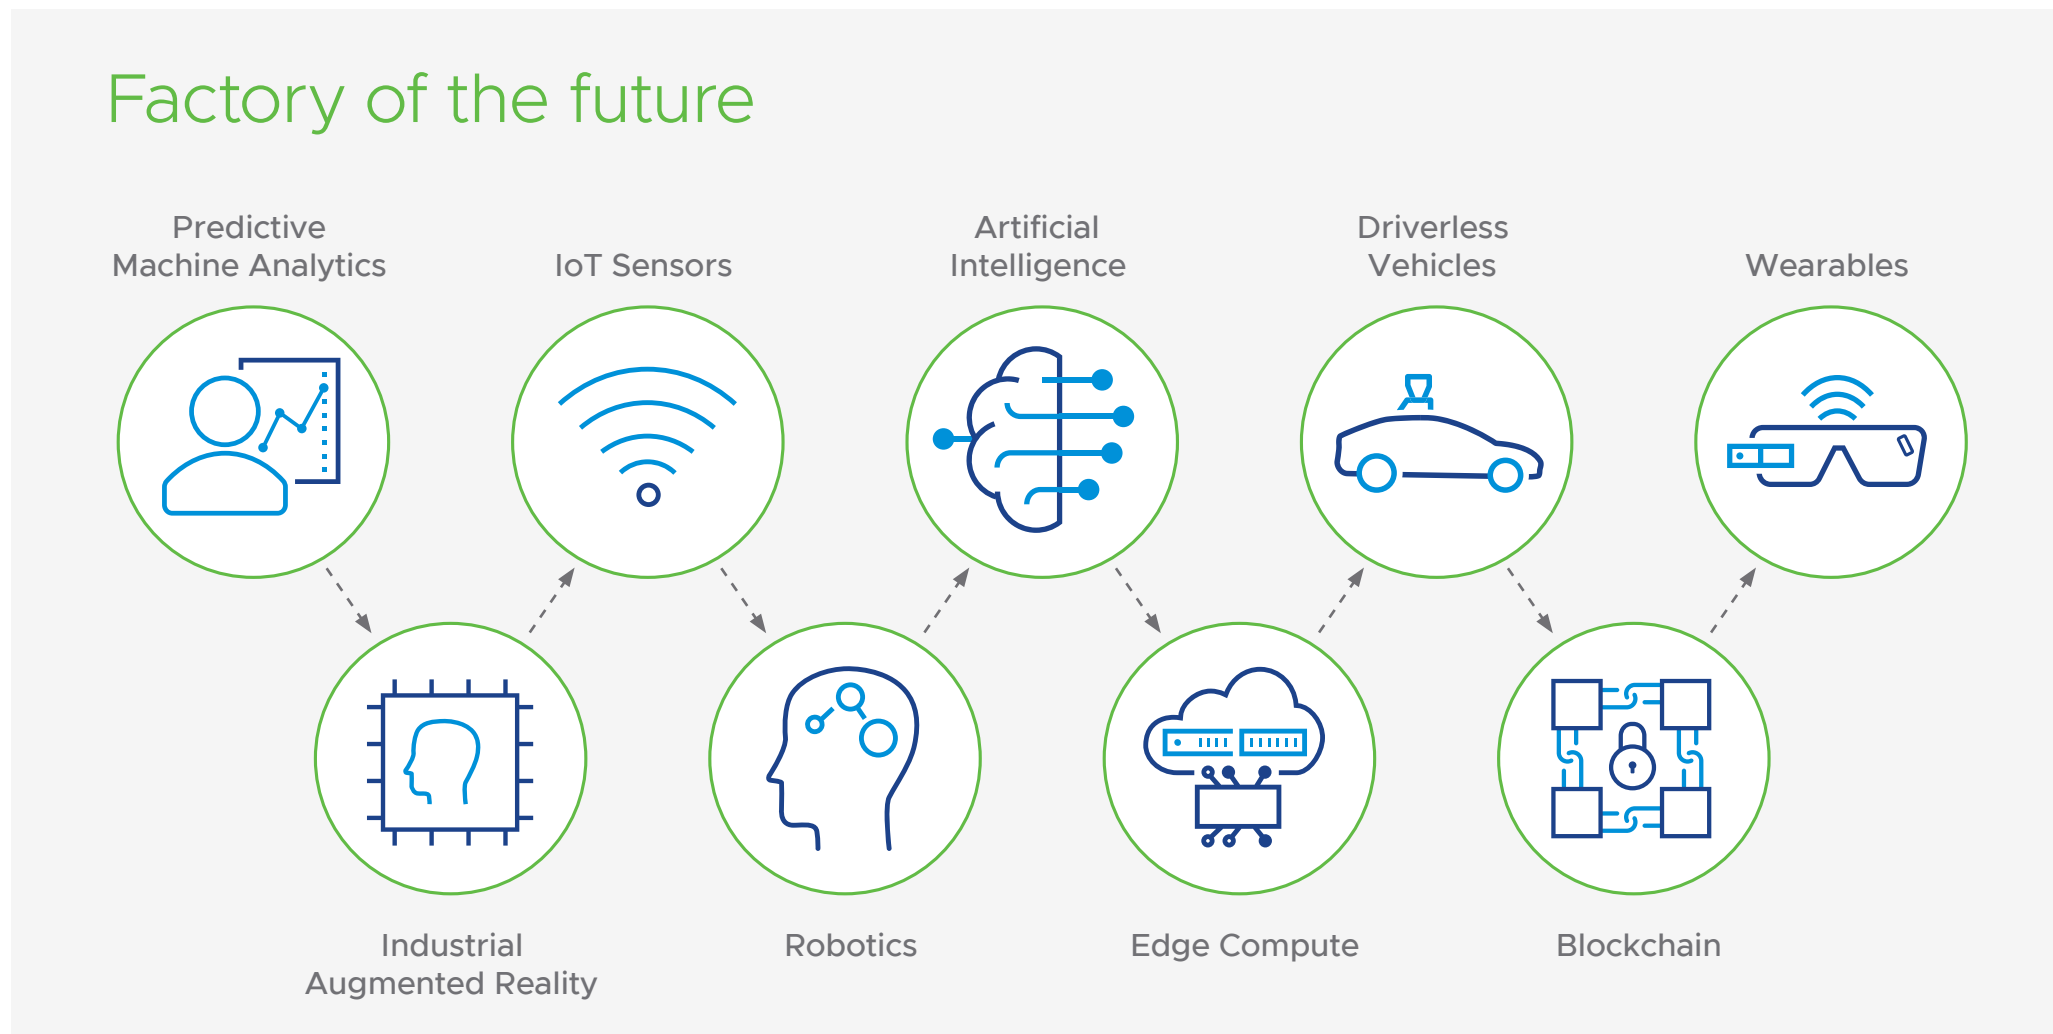 Factory of the future
Predictive
Machine Analytics
IoT Sensors
Artificial
Intelligence
Driverless
Vehicles
Wearables
Industrial
Augmented Reality
Robotics
Edge Compute
Blockchain